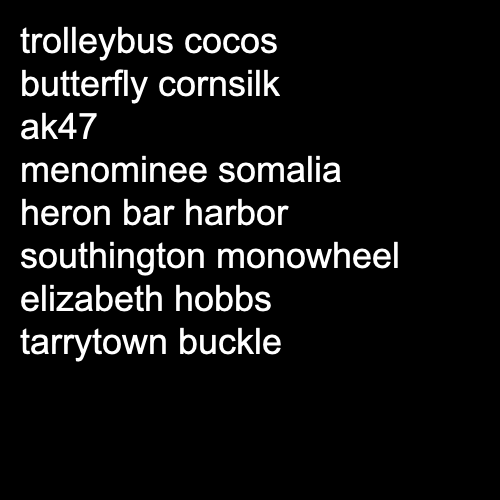 trolleybus cocos
butterfly cornsilk
ak47
menominee somalia
heron bar harbor
southington monowheel
elizabeth hobbs
tarrytown buckle